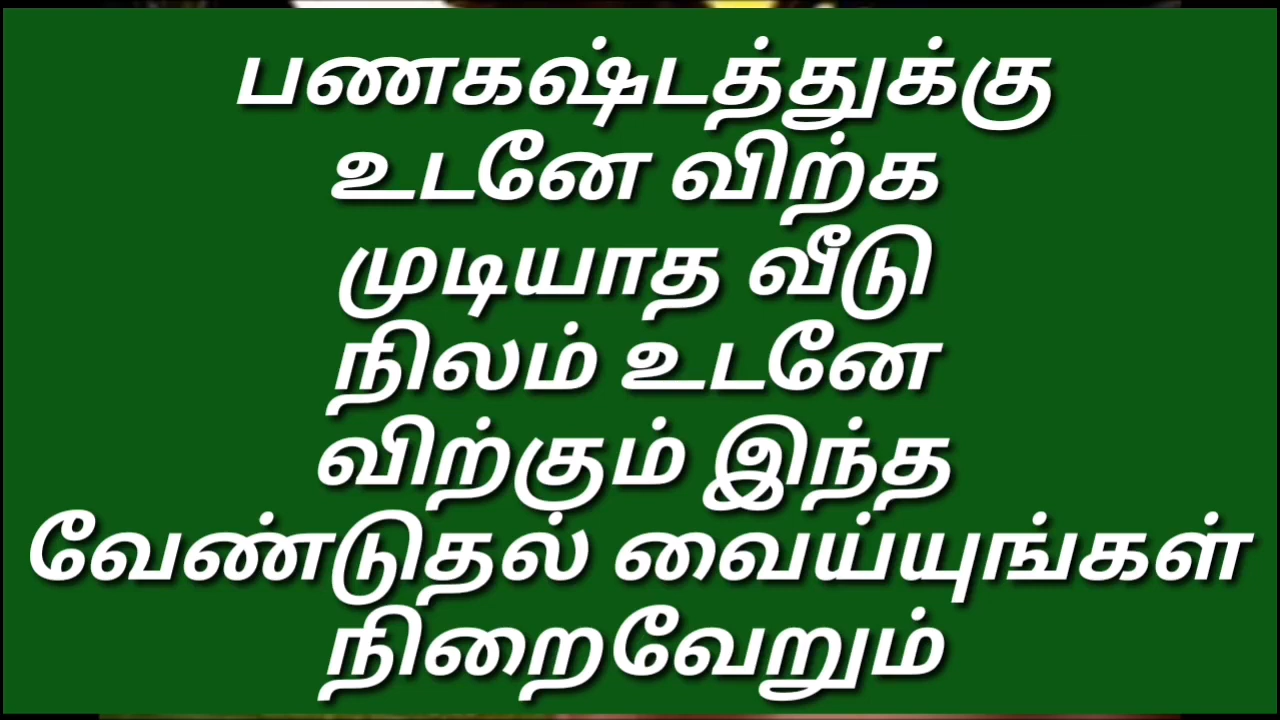 பணகஷ்டத்துக்கு
உடனே விற்க
முடியாத வீடு
நிலம் உடனே
விற்கும் இந்த
வேண்டுதல் வைய்யுங்கள்
நிறைவேறும்